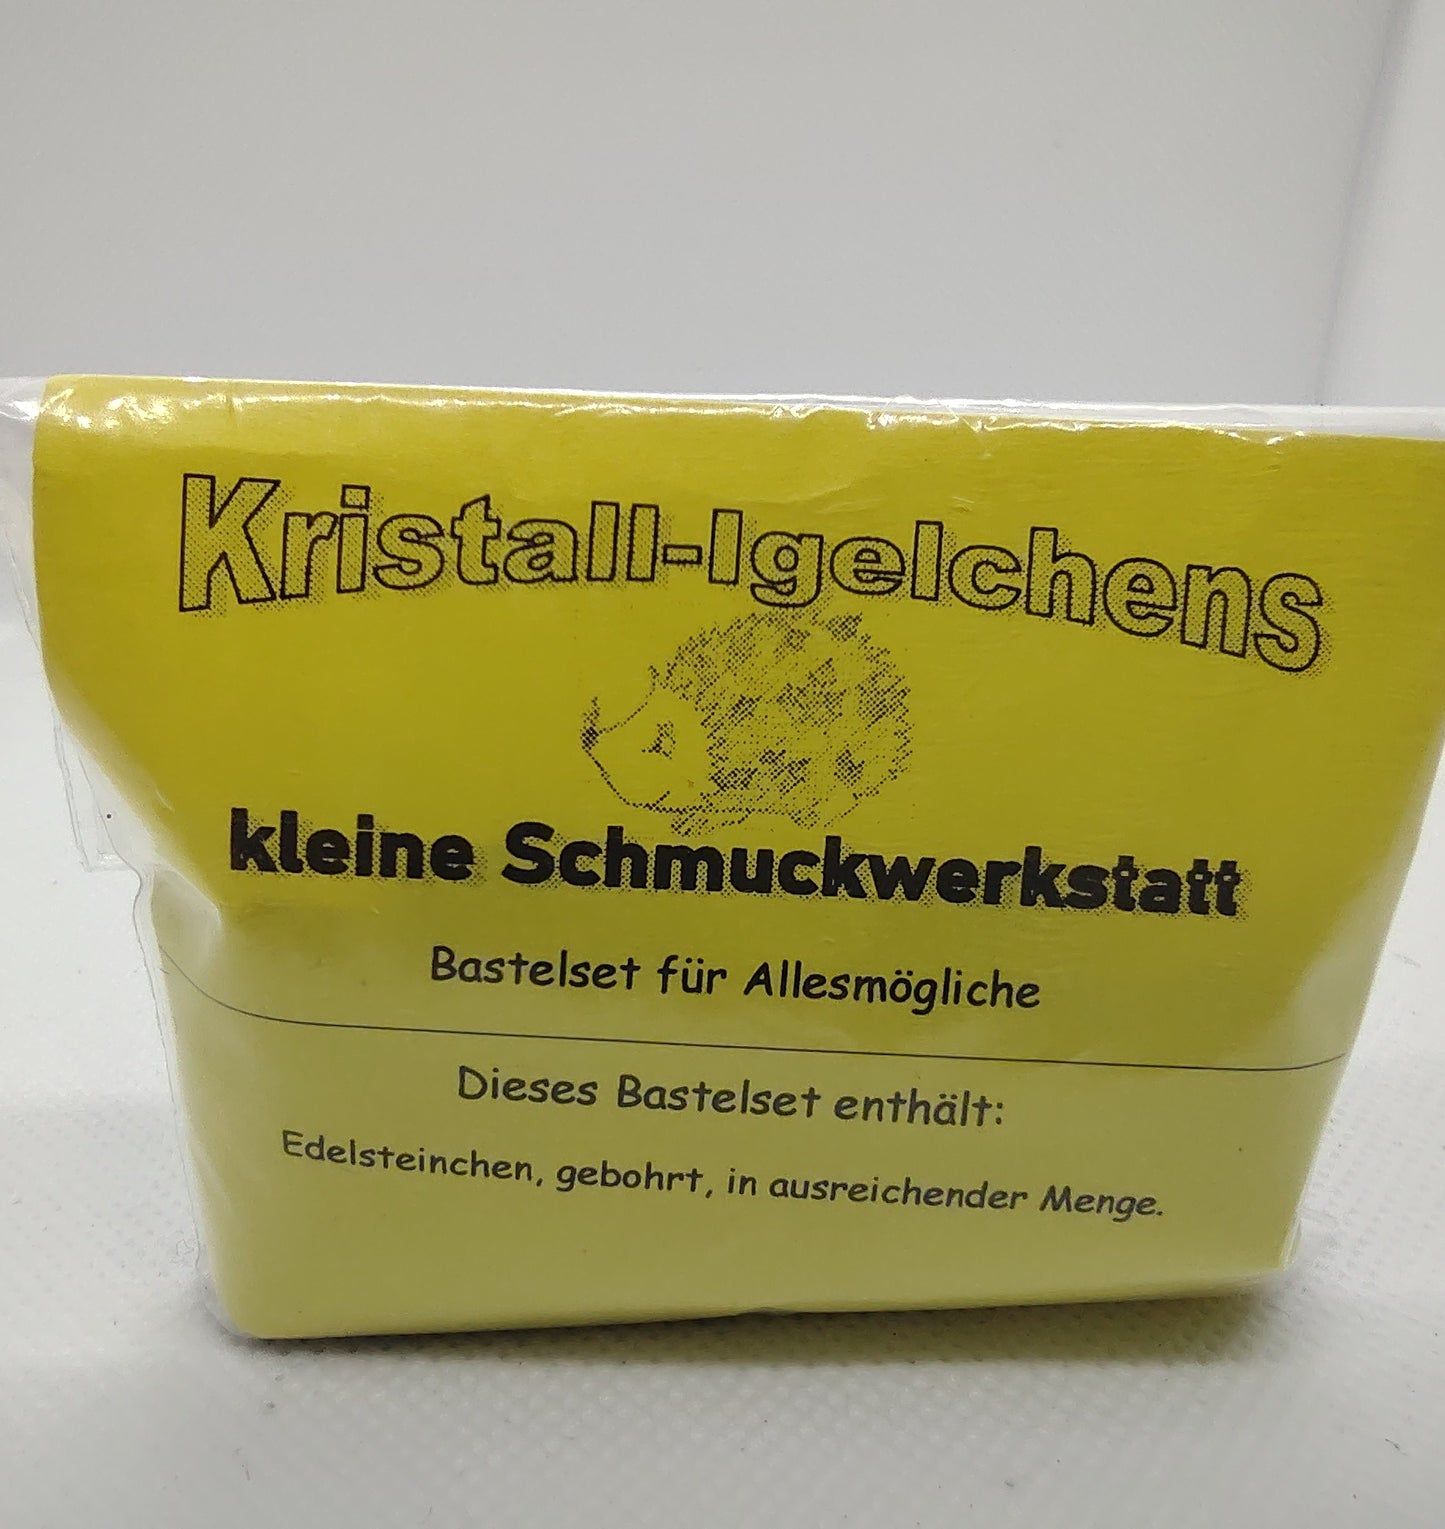 Kristall-Igelchens
kleine Schmuckwerkstatt
Bastelset für Allesmögliche
Dieses Bastelset enthält:
Edelsteinchen, gebohrt, in ausreichender Menge.